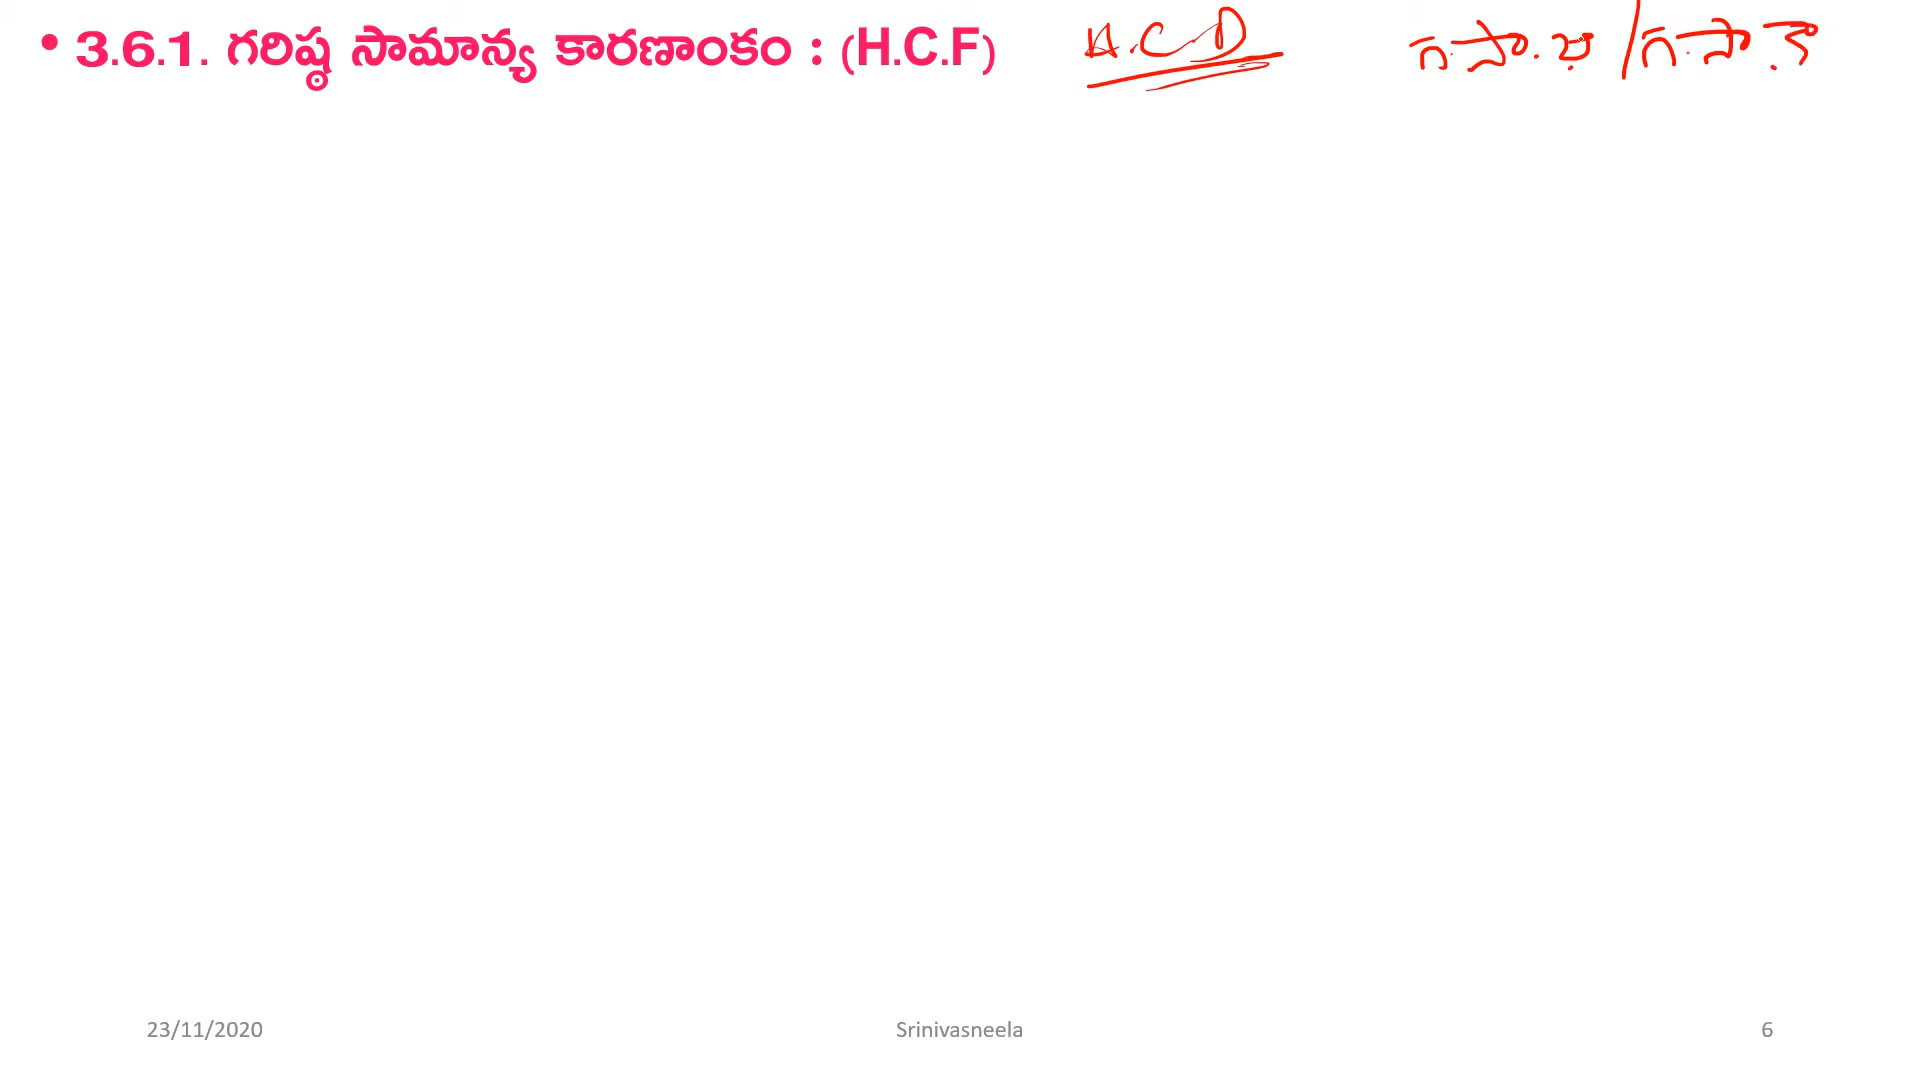 • 3.6.1. గరిష్ఠ సామాన్య కారణాంకం : (H.C.F) H.C.D గ.సా.భ/గ.సా.కా
23/11/2020 Srinivasneela 6